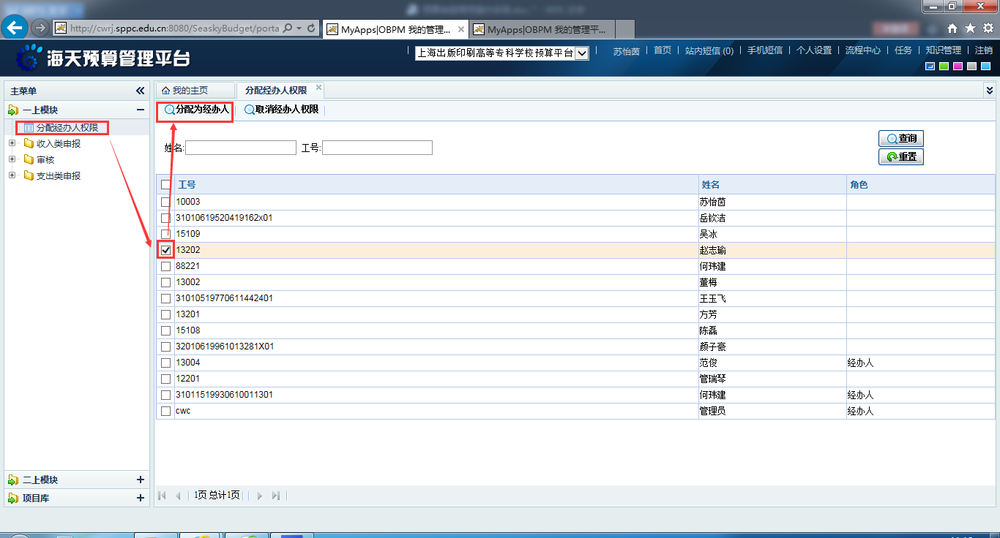 http://cwrj.sppc.edu.cn:8080/SeaskyBudget/porta
MyApps|OBPM 我的管理...
MyApps|OBPM 我的管理平...
海天预算管理平台
上海出版印刷高等专科学校预算平台
苏怡茵 首页 站内短信 (0) 手机短信 个人设置 流程中心 任务 知识管理 注销
主菜单
一上模块
分配经办人权限
收入类申报
审核
支出类申报
二上模块
项目库
我的主页
分配经办人权限
分配为经办人
取消经办人权限
姓名:
工号:
查询
重置
工号 姓名 角色
10003 苏怡茵
31010619520419162x01 岳钦洁
15109 吴冰
13202 赵志瑜
88221 何玮建
13002 董梅
31010519770611442401 王玉飞
13201 方芳
15108 陈磊
32010619961013281X01 颜子豪
13004 范俊 经办人
12201 管瑞琴
31011519930610011301 何玮建 经办人
cwc 管理员 经办人
1页 总计1页